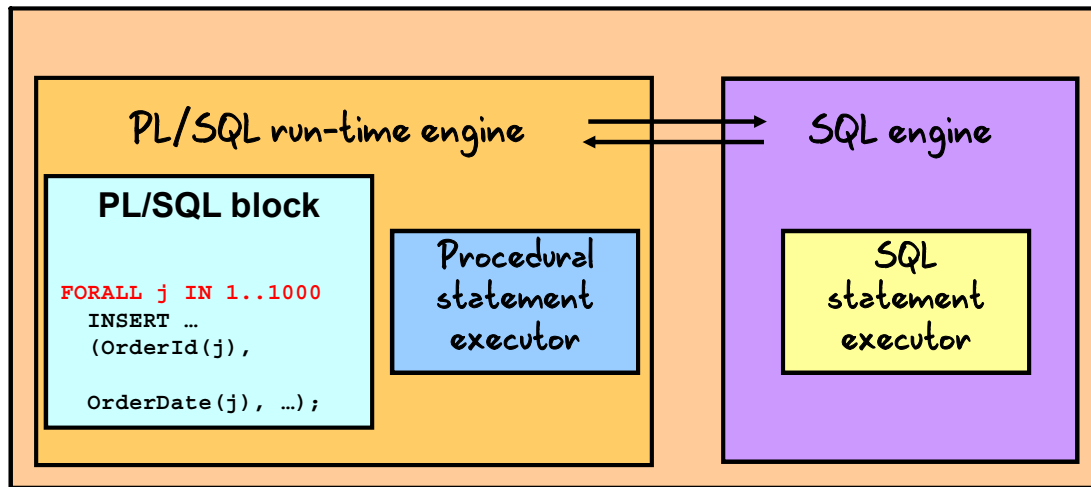 PL/SQL run-time engine
SQL engine
PL/SQL block
FORALL j IN 1..1000
INSERT …
(OrderId(j),
OrderDate(j), …);
Procedural
statement
executor
SQL
statement
executor